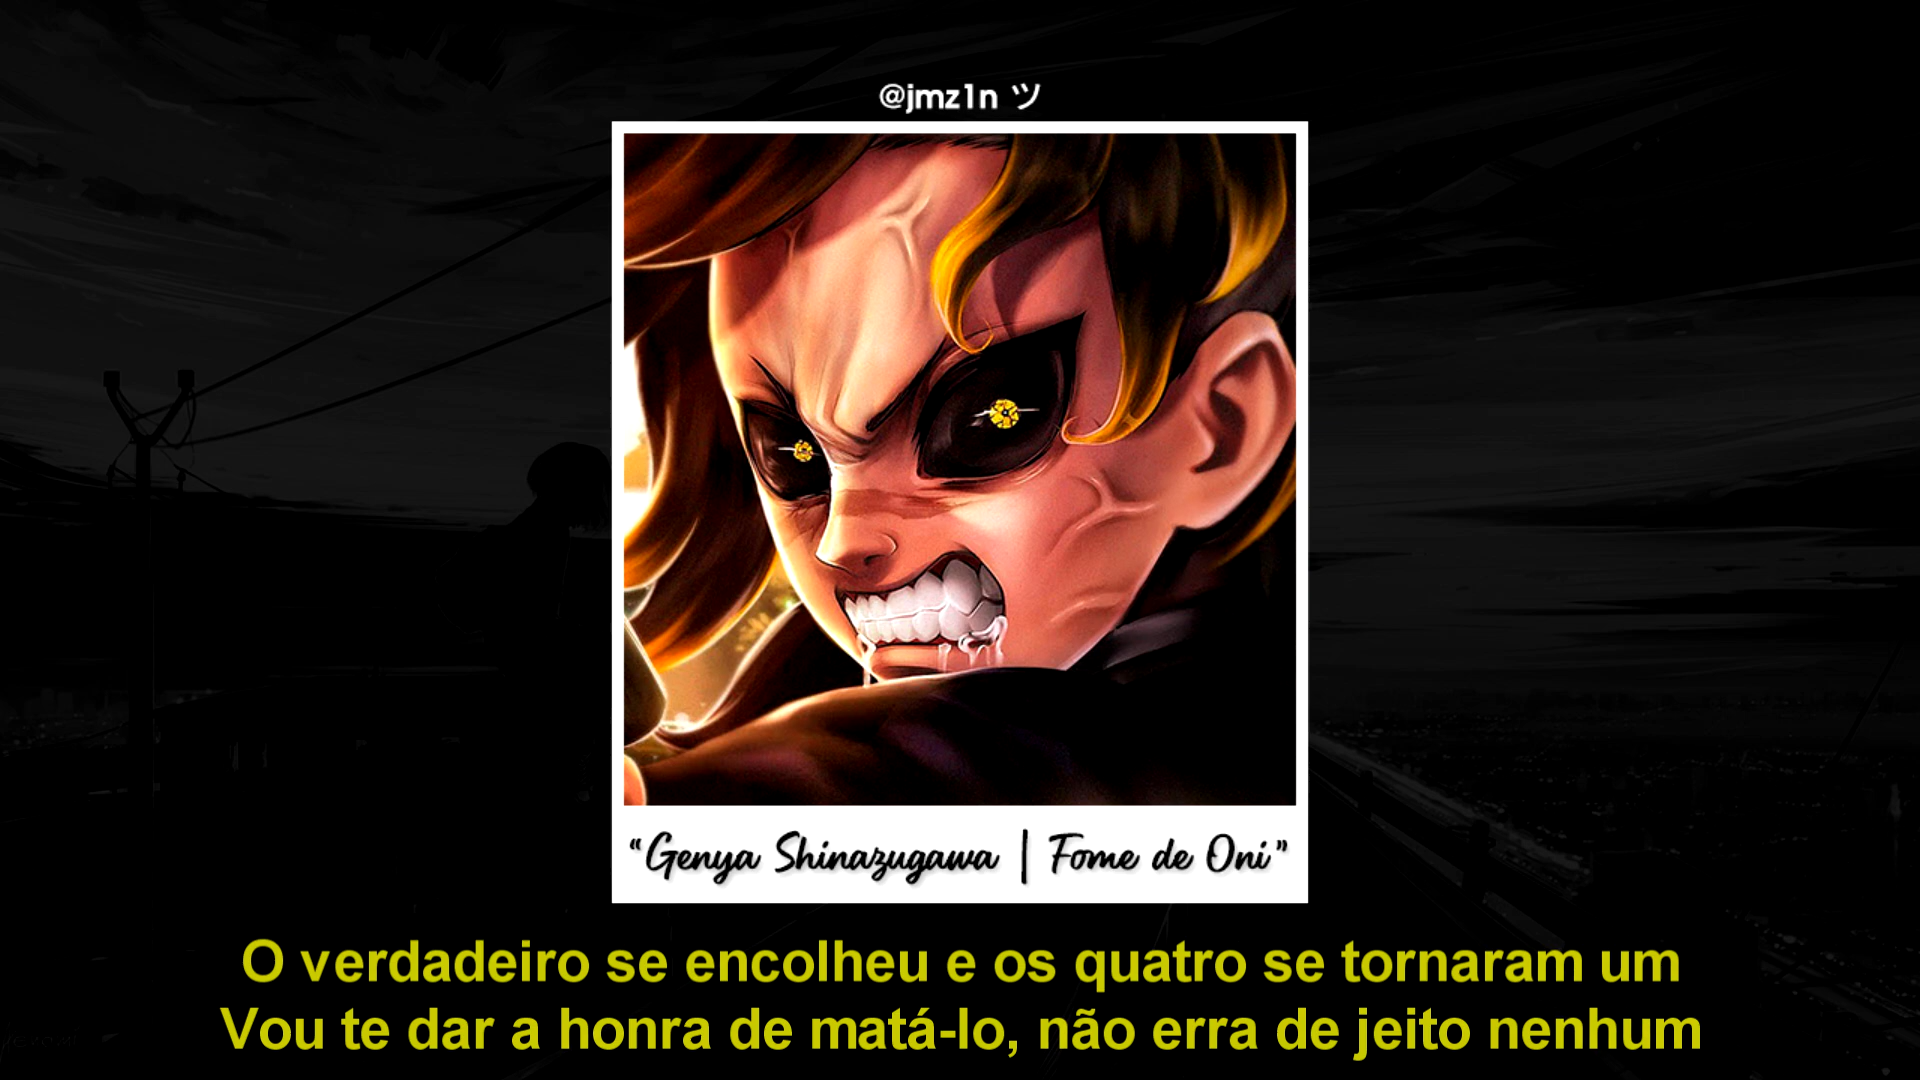 @jmz1n ツ
“Genya Shinazugawa | Fome de Oni”
O verdadeiro se encolheu e os quatro se tornaram um
Vou te dar a honra de matá-lo, não erra de jeito nenhum